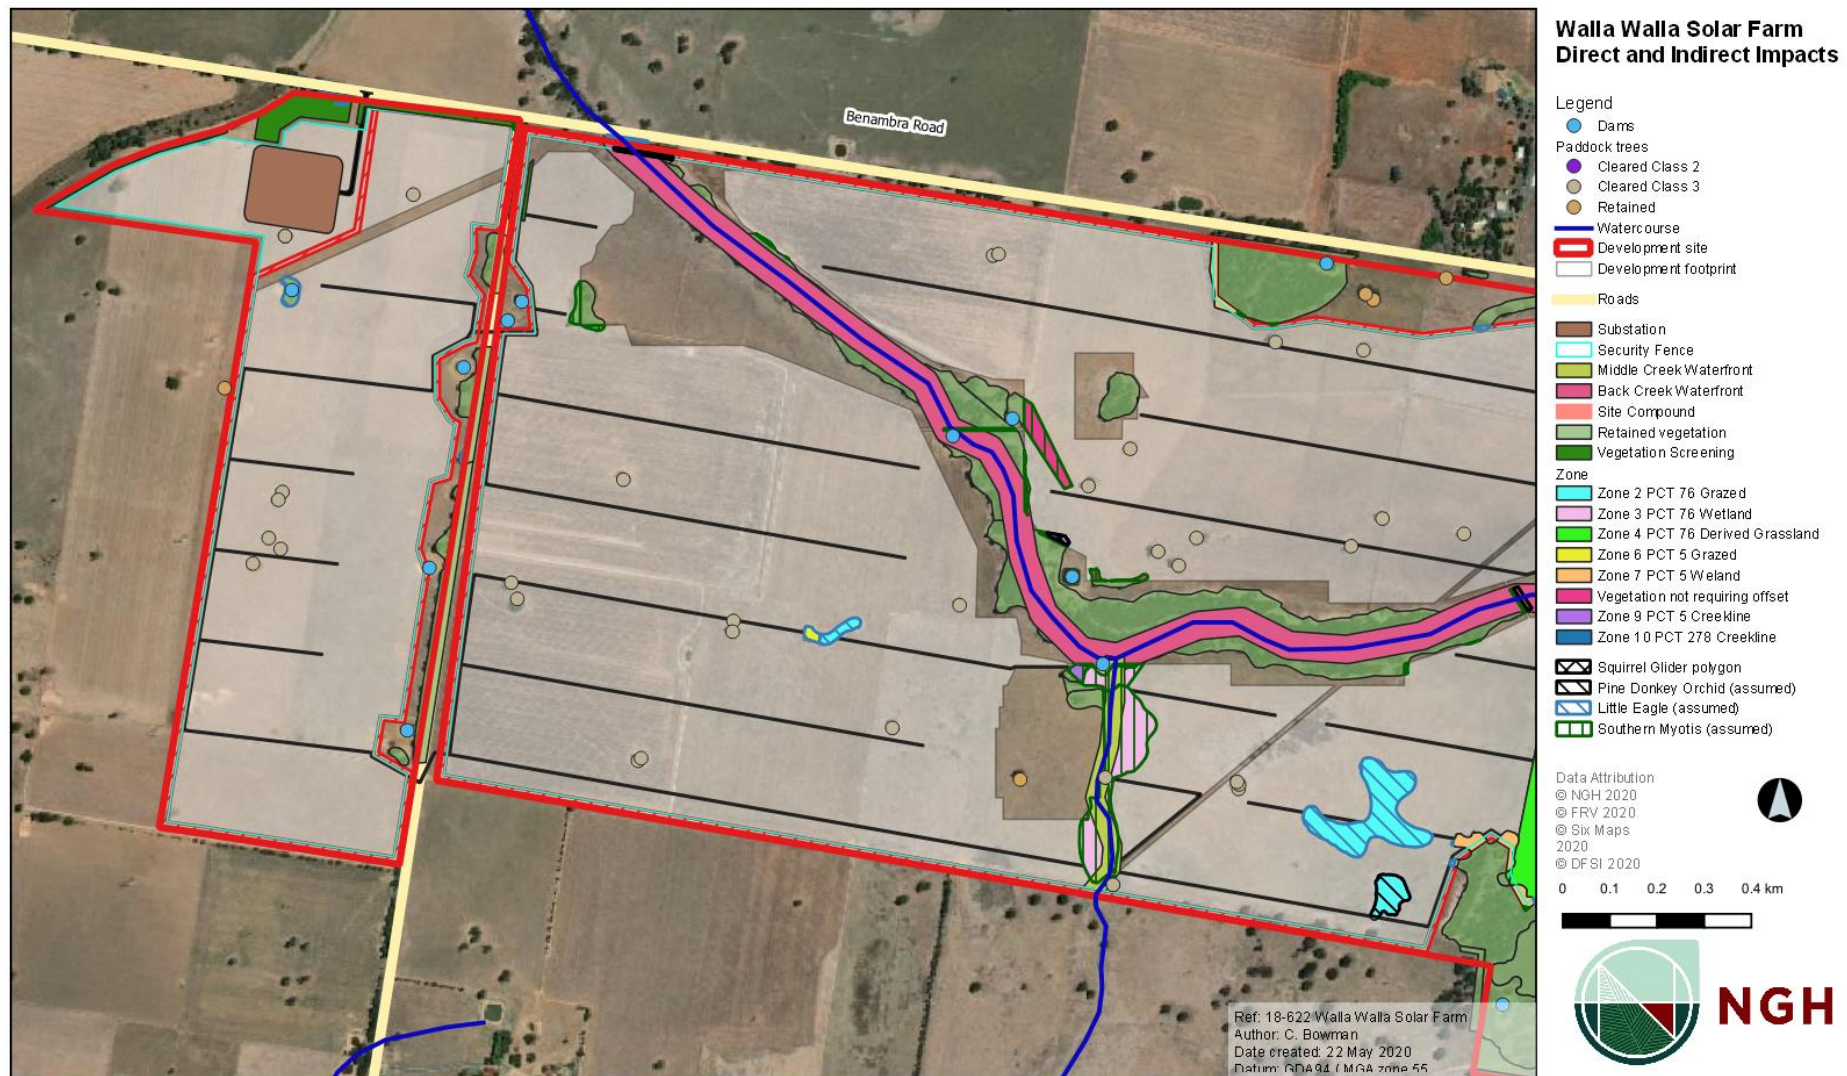 Walla Walla Solar Farm
Direct and Indirect Impacts
Benambra Road
Legend
Dams
Paddock trees
Cleared Class 2
Cleared Class 3
Retained
Watercourse
Development site
Development footprint
Roads
Substation
Security Fence
Middle Creek Waterfront
Back Creek Waterfront
Site Compound
Retained vegetation
Vegetation Screening
Zone
Zone 2 PCT 76 Grazed
Zone 3 PCT 76 Wetland
Zone 4 PCT 76 Derived Grassland
Zone 6 PCT 5 Grazed
Zone 7 PCT 5 Weland
Vegetation not requiring offset
Zone 9 PCT 5 Creekline
Zone 10 PCT 278 Creekline
Squirrel Glider polygon
Pine Donkey Orchid (assumed)
Little Eagle (assumed)
Southern Myotis (assumed)
Data Attribution
© NGH 2020
© FRV 2020
© Six Maps
2020
© DFSI 2020
0 0.1 0.2 0.3 0.4 km
NGH
Ref: 18-622 Walla Walla Solar Farm
Author: C. Bowman
Date created: 22 May 2020
Datum: GDA94 / MGA zone 55